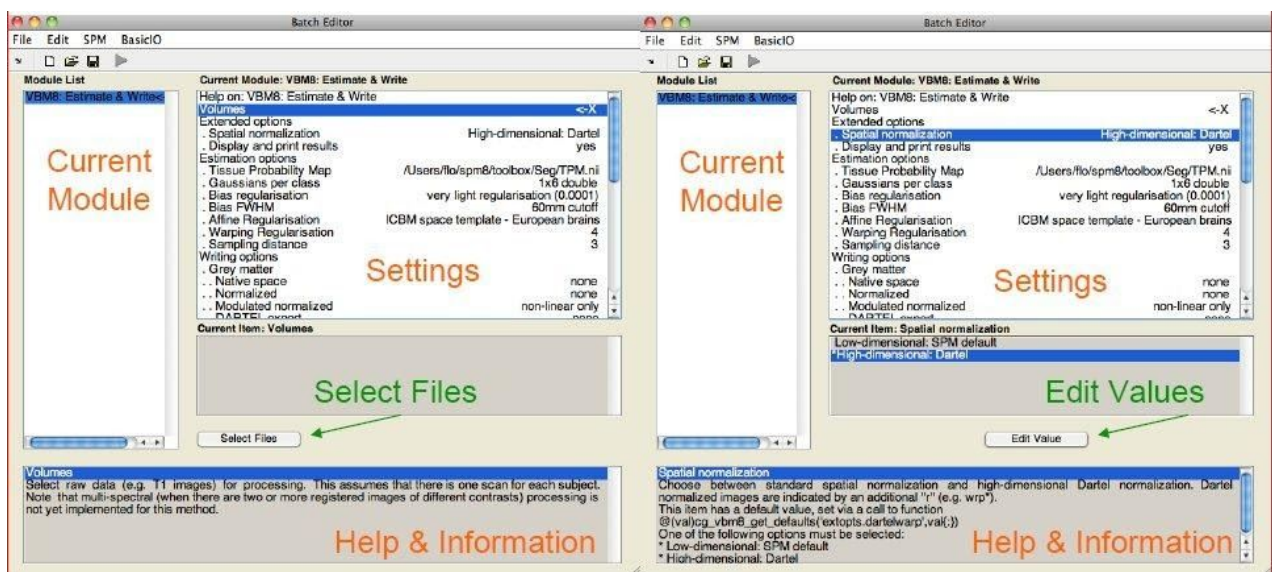 Batch Editor
File Edit SPM BasicIO
Module List
VBM8: Estimate & Write<
Current Module
Current Module: VBM8: Estimate & Write
Help on: VBM8: Estimate & Write
Volumes <-X
Extended options
. Spatial normalization High-dimensional: Dartel
. Display and print results yes
Estimation options
. Tissue Probability Map /Users/flo/spm8/toolbox/Seg/TPM.nii
. Gaussians per class 1x6 double
. Bias regularisation very light regularisation (0.0001)
. Bias FWHM 60mm cutoff
. Affine Regularisation ICBM space template - European brains
. Warping Regularisation 4
. Sampling distance 3
Writing options
. Grey matter
. . Native space none
. . Normalized none
. . Modulated normalized non-linear only
. . DARTEL export none
Settings
Current Item: Volumes
Select Files
Select Files
Volumes
Select raw data (e.g. T1 images) for processing. This assumes that there is one scan for each subject.
Note that multi-spectral (when there are two or more registered images of different contrasts) processing is
not yet implemented for this method.
Help & Information
Batch Editor
File Edit SPM BasicIO
Module List
VBM8: Estimate & Write<
Current Module
Current Module: VBM8: Estimate & Write
Help on: VBM8: Estimate & Write
Volumes <-X
Extended options
. Spatial normalization High-dimensional: Dartel
. Display and print results yes
Estimation options
. Tissue Probability Map /Users/flo/spm8/toolbox/Seg/TPM.nii
. Gaussians per class 1x6 double
. Bias regularisation very light regularisation (0.0001)
. Bias FWHM 60mm cutoff
. Affine Regularisation ICBM space template - European brains
. Warping Regularisation 4
. Sampling distance 3
Writing options
. Grey matter
. . Native space none
. . Normalized none
. . Modulated normalized non-linear only
. . DARTEL export none
Settings
Current Item: Spatial normalization
Low-dimensional: SPM default
*High-dimensional: Dartel
Edit Values
Edit Value
Spatial normalization
Choose between standard spatial normalization and high-dimensional Dartel normalization. Dartel
normalized images are indicated by an additional "r" (e.g. wrp*).
This item has a default value, set via a call to function
@(val)cg_vbm8_get_defaults('extopts.dartelwarp',val{:})
One of the following options must be selected:
* Low-dimensional: SPM default
* High-dimensional: Dartel
Help & Information